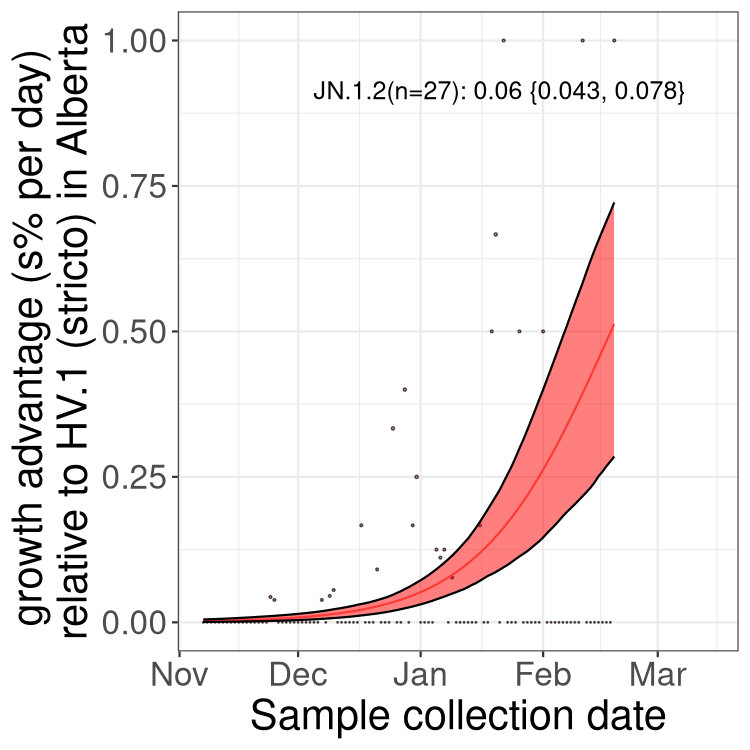 growth advantage (s% per day)
relative to HV.1 (stricto) in Alberta
1.00
0.75
0.50
0.25
0.00
JN.1.2(n=27): 0.06 {0.043, 0.078}
Nov Dec Jan Feb Mar
Sample collection date